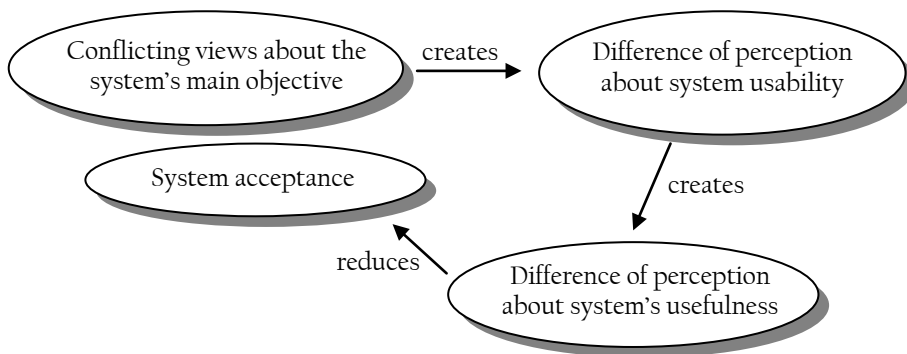 Conflicting views about the
system's main objective
creates
Difference of perception
about system usability
creates
Difference of perception
about system's usefulness
reduces
System acceptance